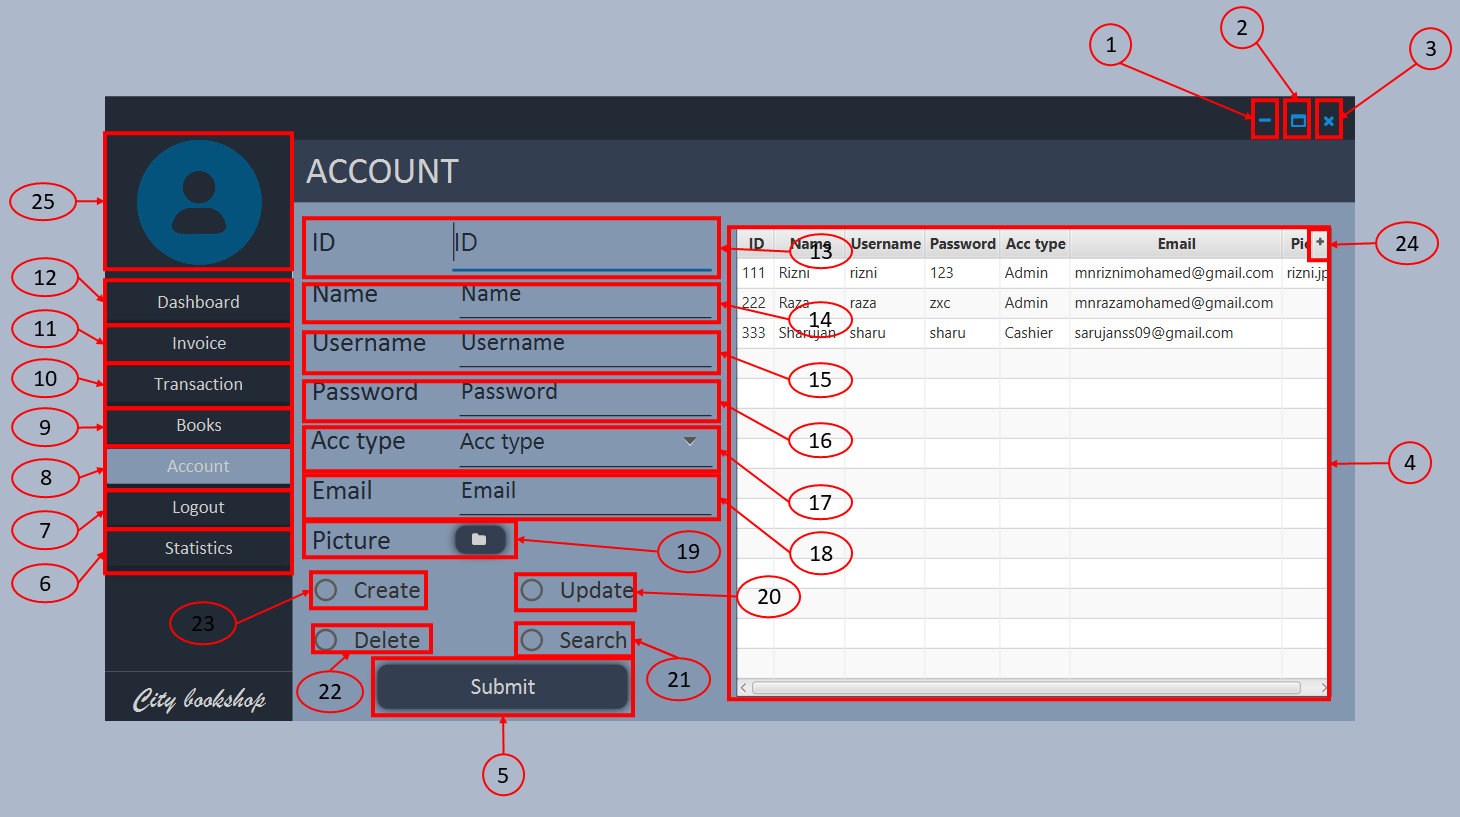 1
2
3
25
ACCOUNT
ID
ID
13
ID Name Username Password Acc type Email Pic +
24
111 Rizni rizni 123 Admin mnriznimohamed@gmail.com rizni.jp
12
Dashboard
Name
Name
14
222 Raza raza zxc Admin mnrazamohamed@gmail.com
11
Invoice
Username
Username
333 Sharujan sharu sharu Cashier sarujanss09@gmail.com
10
Transaction
Password
Password
15
9
Books
Acc type
Acc type
16
8
Account
4
Logout
Email
Email
17
7
Statistics
Picture
19
18
6
Create
Update
20
23
Delete
Search
22
Submit
21
City bookshop
5